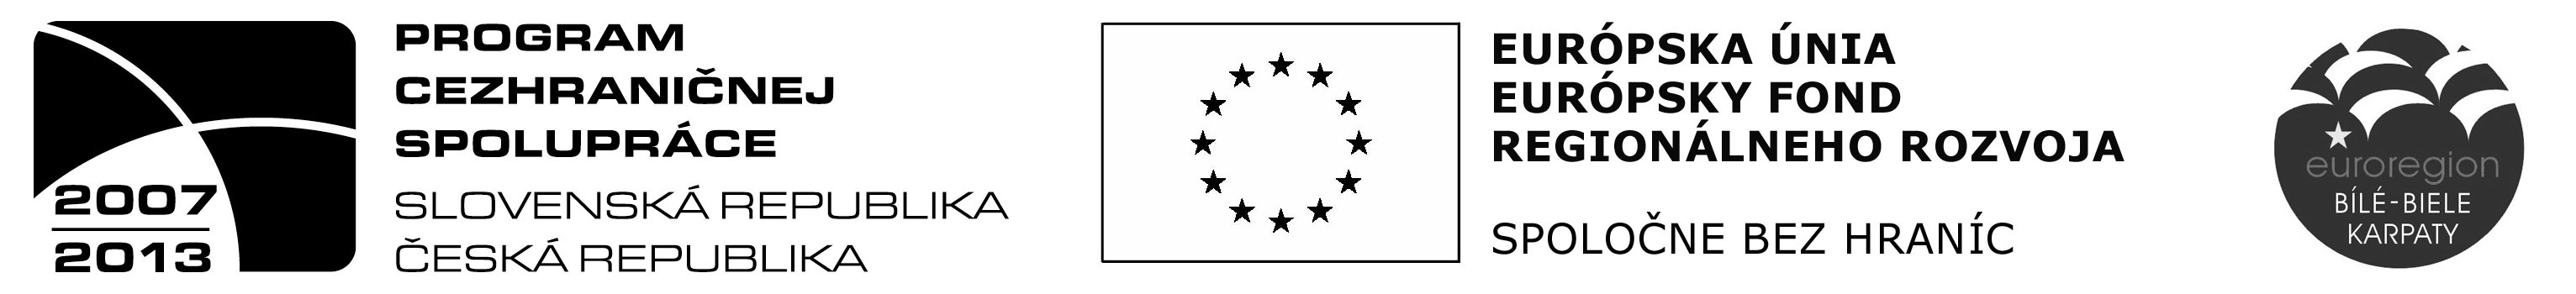 2007
2013
PROGRAM
CEZHRANIČNEJ
SPOLUPRÁCE
SLOVENSKÁ REPUBLIKA
ČESKÁ REPUBLIKA
EURÓPSKA ÚNIA
EURÓPSKY FOND
REGIONÁLNEHO ROZVOJA
SPOLOČNE BEZ HRANÍC
euroregion
BÍLÉ-BIELE
KARPATY